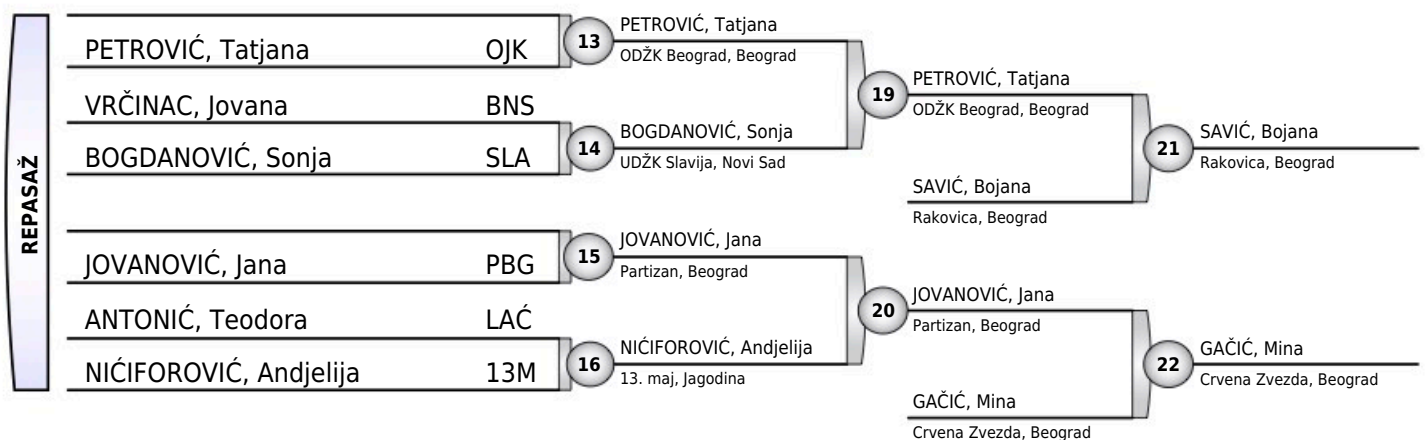 REPASAŽ
PETROVIĆ, Tatjana OJK
VRČINAC, Jovana BNS
BOGDANOVIĆ, Sonja SLA
JOVANOVIĆ, Jana PBG
ANTONIĆ, Teodora LAĆ
NIĆIFOROVIĆ, Andjelija 13M
13
PETROVIĆ, Tatjana
ODŽK Beograd, Beograd
14
BOGDANOVIĆ, Sonja
UDŽK Slavija, Novi Sad
15
JOVANOVIĆ, Jana
Partizan, Beograd
16
NIĆIFOROVIĆ, Andjelija
13. maj, Jagodina
19
PETROVIĆ, Tatjana
ODŽK Beograd, Beograd
SAVIĆ, Bojana
Rakovica, Beograd
20
JOVANOVIĆ, Jana
Partizan, Beograd
GAČIĆ, Mina
Crvena Zvezda, Beograd
21
SAVIĆ, Bojana
Rakovica, Beograd
22
GAČIĆ, Mina
Crvena Zvezda, Beograd